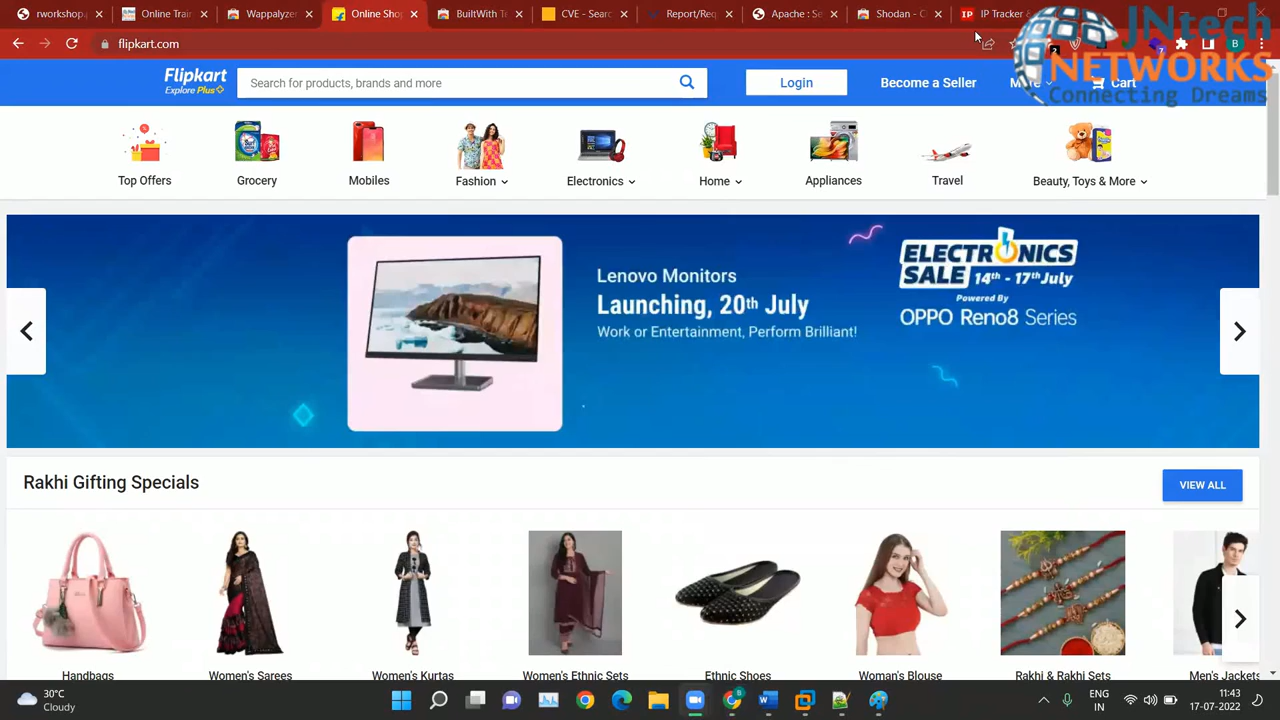 rworkshop.
Online Train
Wappalyzer
Online Shop
BuiltWith Te
CVE - Searc
Report/Req
Apache : Se
Shodan - C
IP Tracker &
JNtech
NETWORKS
Connecting Dreams
flipkart.com
B
Flipkart
Explore Plus
Search for products, brands and more
Login
Become a Seller
More
Cart
Top Offers
Grocery
Mobiles
Fashion
Electronics
Home
Appliances
Travel
Beauty, Toys & More
Lenovo Monitors
Launching, 20th July
Work or Entertainment, Perform Brilliant!
ELECTRONICS
SALE 14th - 17th July
Powered By
OPPO Reno8 Series
Rakhi Gifting Specials
VIEW ALL
Handbags
Women's Sarees
Women's Kurtas
Women's Ethnic Sets
Ethnic Shoes
Woman's Blouse
Rakhi & Rakhi Sets
Men's Jackets
30°C
Cloudy
ENG
IN
11:43
17-07-2022